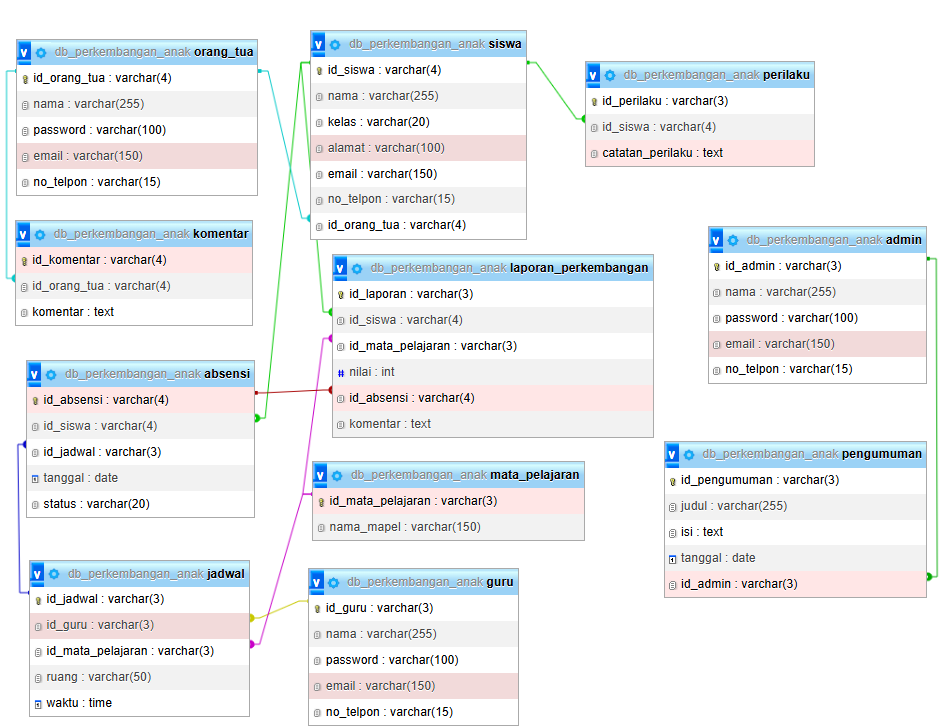 db_perkembangan_anak orang_tua
id_orang_tua : varchar(4)
nama : varchar(255)
password : varchar(100)
email : varchar(150)
no_telpon : varchar(15)
db_perkembangan_anak siswa
id_siswa : varchar(4)
nama : varchar(255)
kelas : varchar(20)
alamat : varchar(100)
email : varchar(150)
no_telpon : varchar(15)
id_orang_tua : varchar(4)
db_perkembangan_anak perilaku
id_perilaku : varchar(3)
id_siswa : varchar(4)
catatan_perilaku : text
db_perkembangan_anak komentar
id_komentar : varchar(4)
id_orang_tua : varchar(4)
komentar : text
db_perkembangan_anak laporan_perkembangan
id_laporan : varchar(3)
id_siswa : varchar(4)
id_mata_pelajaran : varchar(3)
nilai : int
id_absensi : varchar(4)
komentar : text
db_perkembangan_anak admin
id_admin : varchar(3)
nama : varchar(255)
password : varchar(100)
email : varchar(150)
no_telpon : varchar(15)
db_perkembangan_anak absensi
id_absensi : varchar(4)
id_siswa : varchar(4)
id_jadwal : varchar(3)
tanggal : date
status : varchar(20)
db_perkembangan_anak mata_pelajaran
id_mata_pelajaran : varchar(3)
nama_mapel : varchar(150)
db_perkembangan_anak pengumuman
id_pengumuman : varchar(3)
judul : varchar(255)
isi : text
tanggal : date
id_admin : varchar(3)
db_perkembangan_anak jadwal
id_jadwal : varchar(3)
id_guru : varchar(3)
id_mata_pelajaran : varchar(3)
ruang : varchar(50)
waktu : time
db_perkembangan_anak guru
id_guru : varchar(3)
nama : varchar(255)
password : varchar(100)
email : varchar(150)
no_telpon : varchar(15)